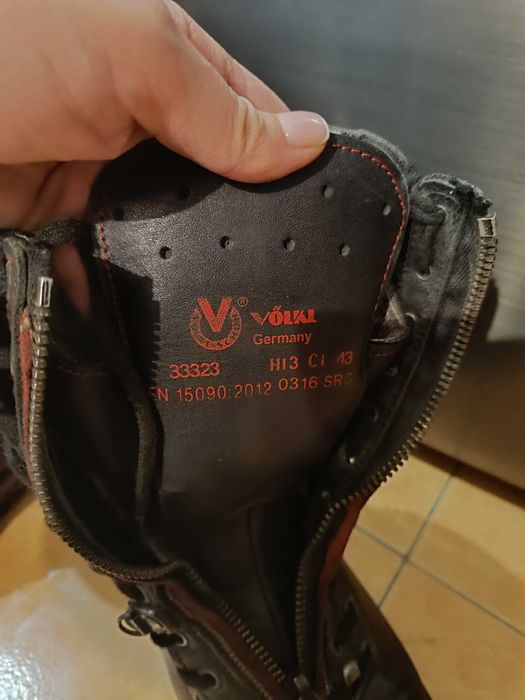 V ® VÖLKL
Germany
33323 HI3 CI 43
EN 15090:2012 0316 SRC